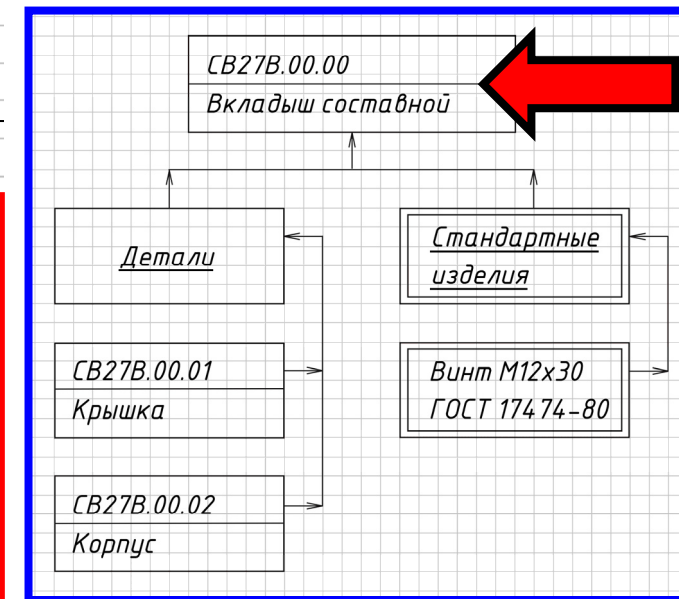 СВ27В.00.00
Вкладыш составной
Детали
Стандартные
изделия
СВ27В.00.01
Крышка
Винт М12х30
ГОСТ 17474-80
СВ27В.00.02
Корпус